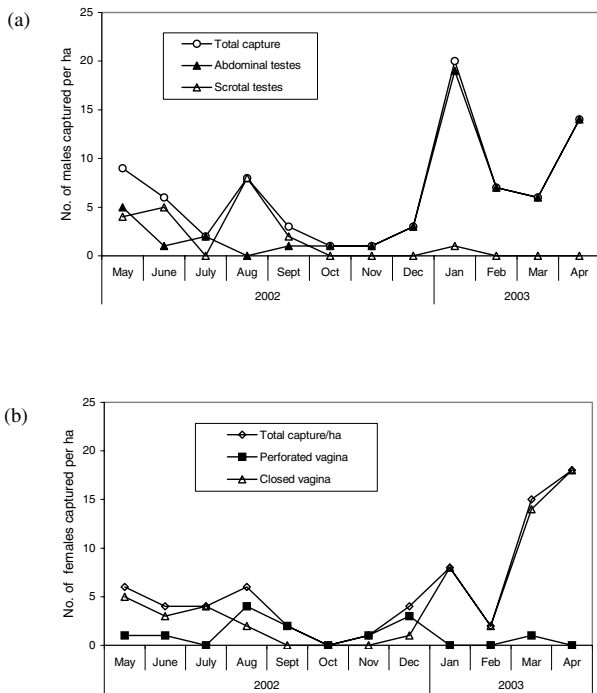 (a)
25
20
15
10
5
0
No. of males captured per ha
Total capture
Abdominal testes
Scrotal testes
May June July Aug Sept Oct Nov Dec Jan Feb Mar Apr
2002 2003
(b)
25
20
15
10
5
0
No. of females captured per ha
Total capture/ha
Perforated vagina
Closed vagina
May June July Aug Sept Oct Nov Dec Jan Feb Mar Apr
2002 2003